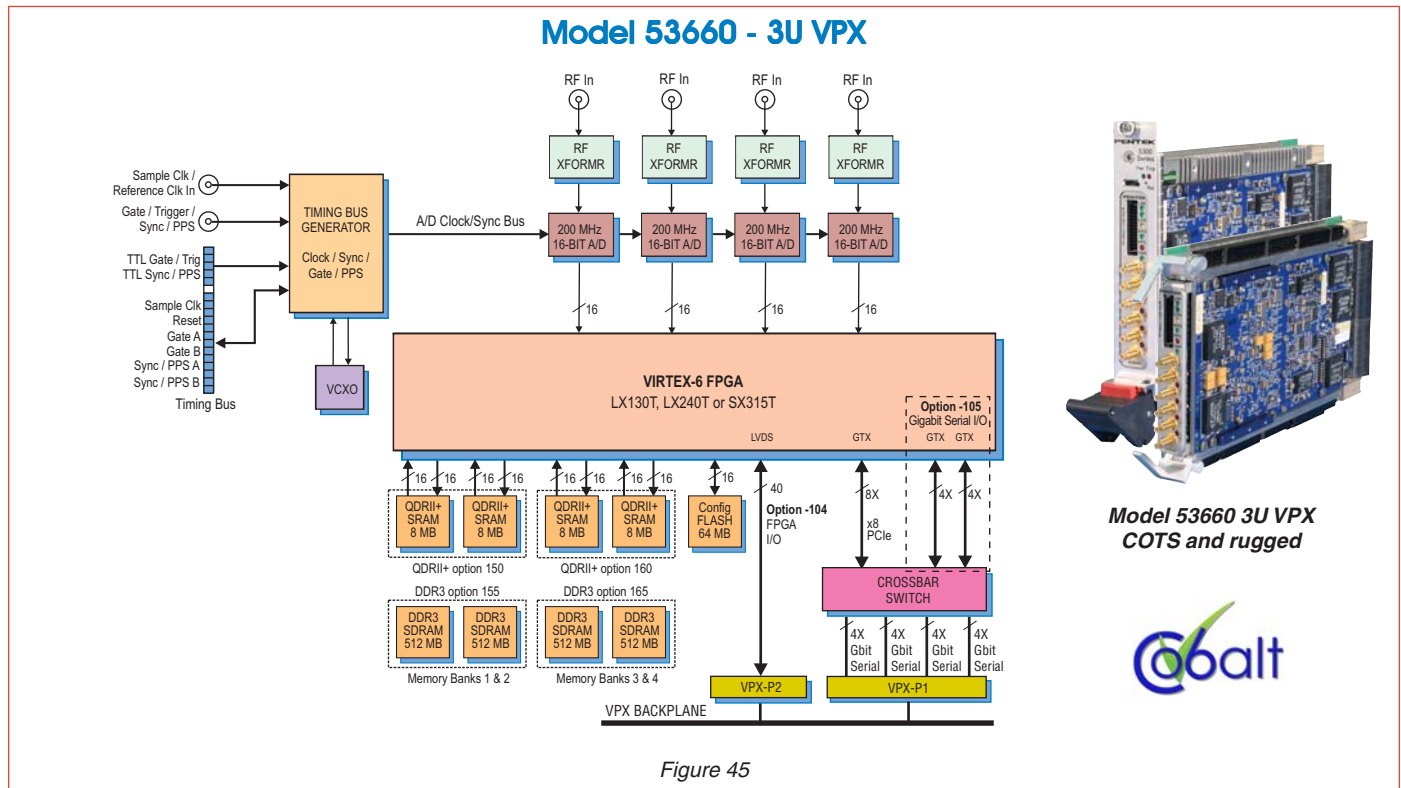 Model 53660 - 3U VPX
RF In
RF In
RF In
RF In
RF
XFORMR
RF
XFORMR
RF
XFORMR
RF
XFORMR
Sample Clk /
Reference Clk In
Gate / Trigger /
Sync / PPS
TTL Gate / Trig
TTL Sync / PPS
Sample Clk
Reset
Gate A
Gate B
Sync / PPS A
Sync / PPS B
Timing Bus
TIMING BUS
GENERATOR
Clock / Sync /
Gate / PPS
VCXO
A/D Clock/Sync Bus
200 MHz
16-BIT A/D
200 MHz
16-BIT A/D
200 MHz
16-BIT A/D
200 MHz
16-BIT A/D
16
16
16
16
VIRTEX-6 FPGA
LX130T, LX240T or SX315T
LVDS
GTX
Option -105
Gigabit Serial I/O
GTX
GTX
16
16
16
16
16
16
16
16
16
40
8X
4X
4X
QDRII+
SRAM
8 MB
QDRII+
SRAM
8 MB
QDRII+
SRAM
8 MB
QDRII+
SRAM
8 MB
Config
FLASH
64 MB
Option -104
FPGA
I/O
x8
PCIe
QDRII+ option 150
QDRII+ option 160
DDR3 option 155
DDR3 option 165
DDR3
SDRAM
512 MB
DDR3
SDRAM
512 MB
DDR3
SDRAM
512 MB
DDR3
SDRAM
512 MB
Memory Banks 1 & 2
Memory Banks 3 & 4
CROSSBAR
SWITCH
4X
Gbit
Serial
4X
Gbit
Serial
4X
Gbit
Serial
4X
Gbit
Serial
VPX-P2
VPX-P1
VPX BACKPLANE
PENTEK
5300
Series
Model 53660 3U VPX
COTS and rugged
Cobalt
Figure 45